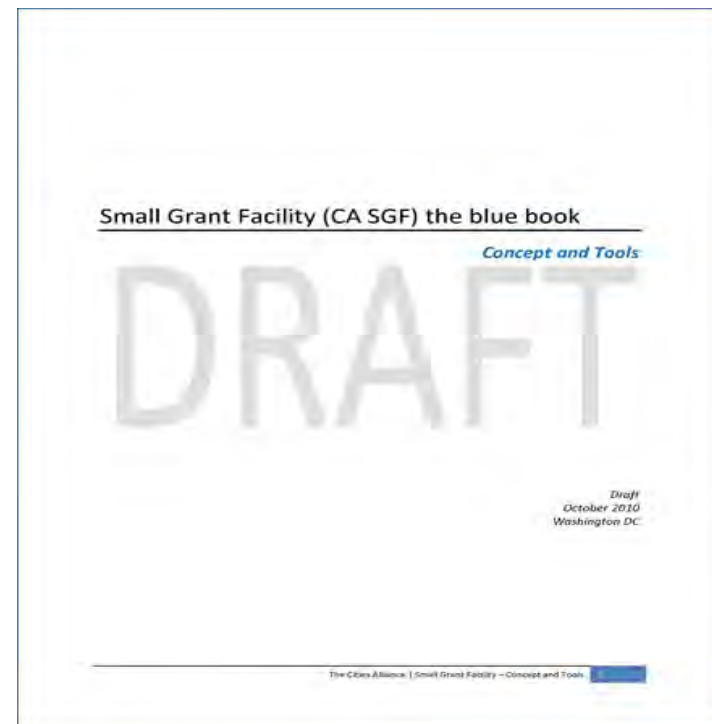 Small Grant Facility (CA SGF) the blue book
Concept and Tools
DRAFT
Draft
October 2010
Washington DC
The Cities Alliance | Small Grant Facility – Concept and Tools